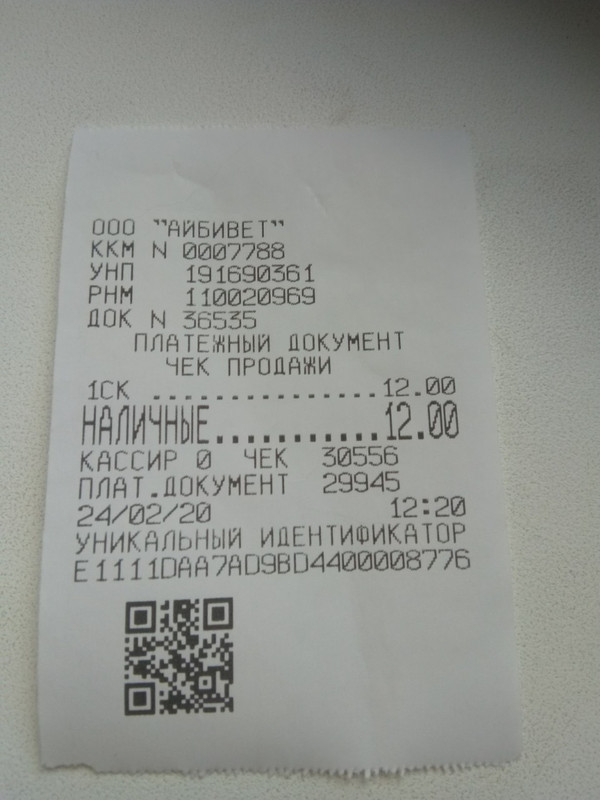 ООО "АЙБИВЕТ"
ККМ N 0007788
УНП 191690361
РНМ 110020969
ДОК N 36535
ПЛАТЕЖНЫЙ ДОКУМЕНТ
ЧЕК ПРОДАЖИ
1СК ................12.00
НАЛИЧНЫЕ...........12.00
КАССИР 0 ЧЕК 30556
ПЛАТ.ДОКУМЕНТ 29945
24/02/20 12:20
УНИКАЛЬНЫЙ ИДЕНТИФИКАТОР
E1111DAA7AD9BD4400008776